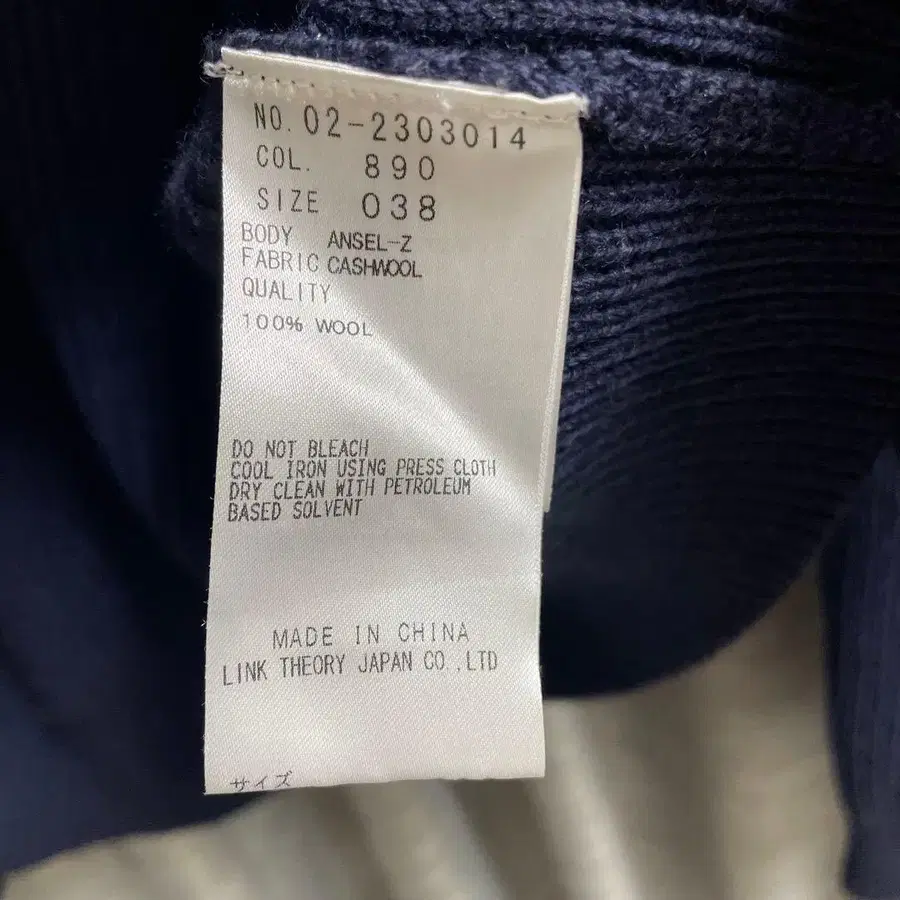 NO. 02-2303014
COL. 890
SIZE 038
BODY ANSEL-Z
FABRIC CASHWOOL
QUALITY
100% WOOL
DO NOT BLEACH
COOL IRON USING PRESS CLOTH
DRY CLEAN WITH PETROLEUM
BASED SOLVENT
MADE IN CHINA
LINK THEORY JAPAN CO.,LTD
サイズ